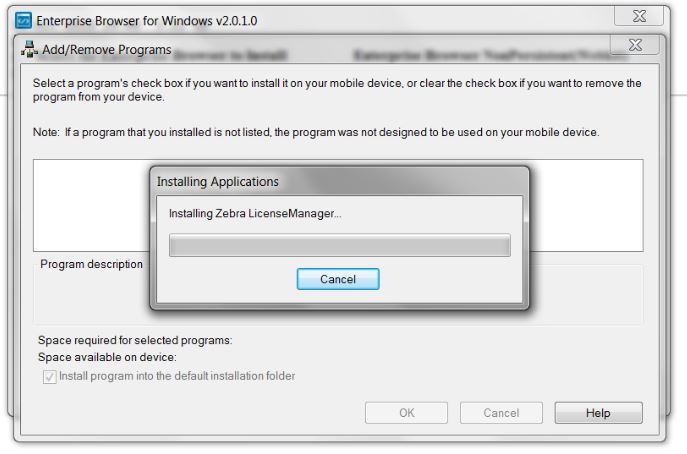 Enterprise Browser for Windows v2.0.1.0
Add/Remove Programs
Select a program's check box if you want to install it on your mobile device, or clear the check box if you want to remove the
program from your device.
Note: If a program that you installed is not listed, the program was not designed to be used on your mobile device.
Installing Applications
Installing Zebra LicenseManager...
Cancel
Program description
Space required for selected programs:
Space available on device:
Install program into the default installation folder
OK
Cancel
Help